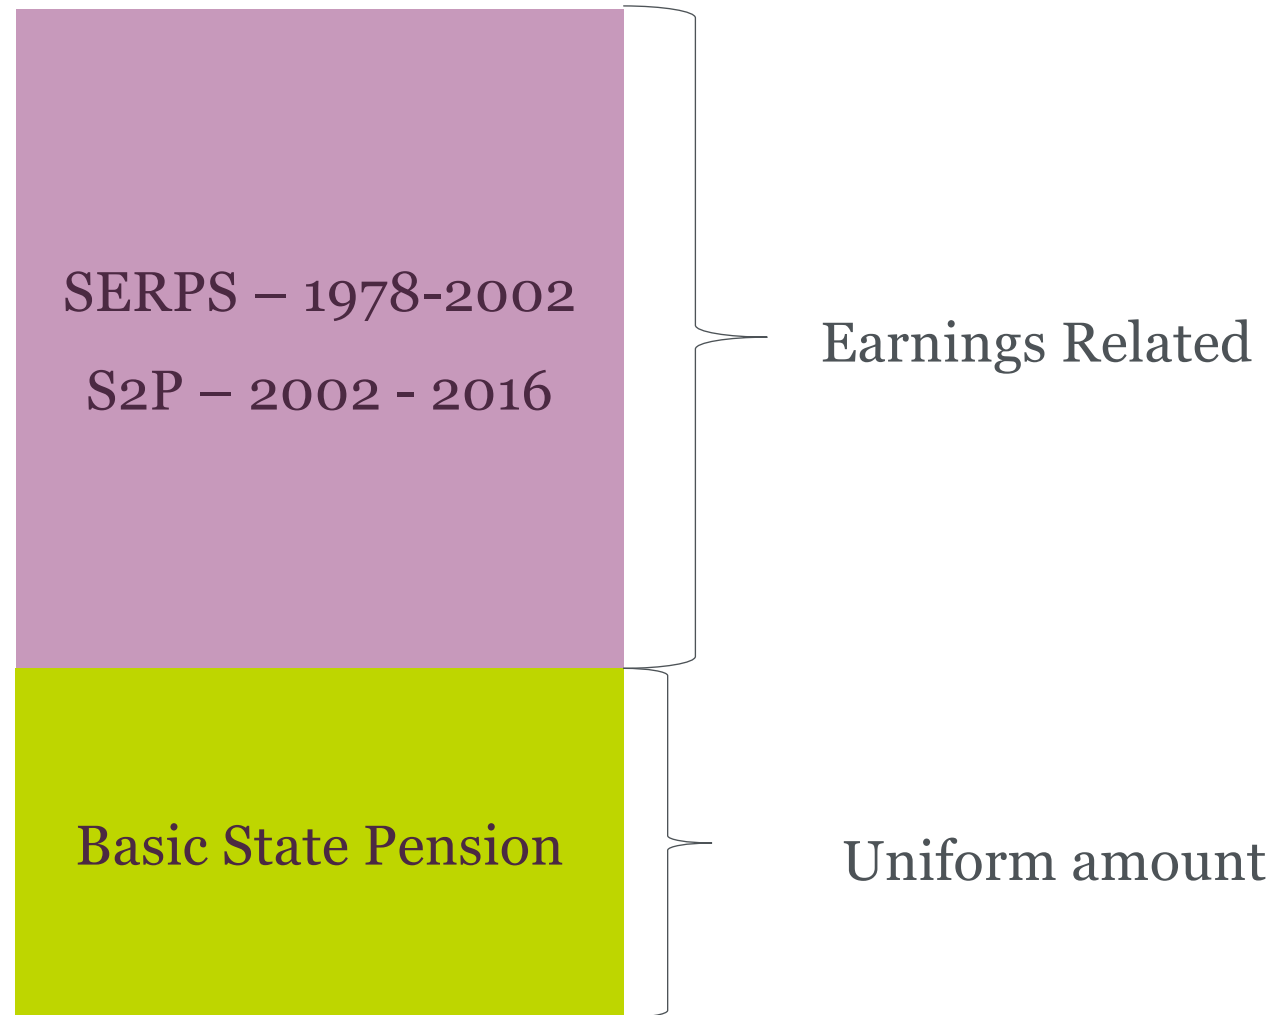 SERPS – 1978-2002
S2P – 2002 - 2016
Earnings Related
Basic State Pension
Uniform amount